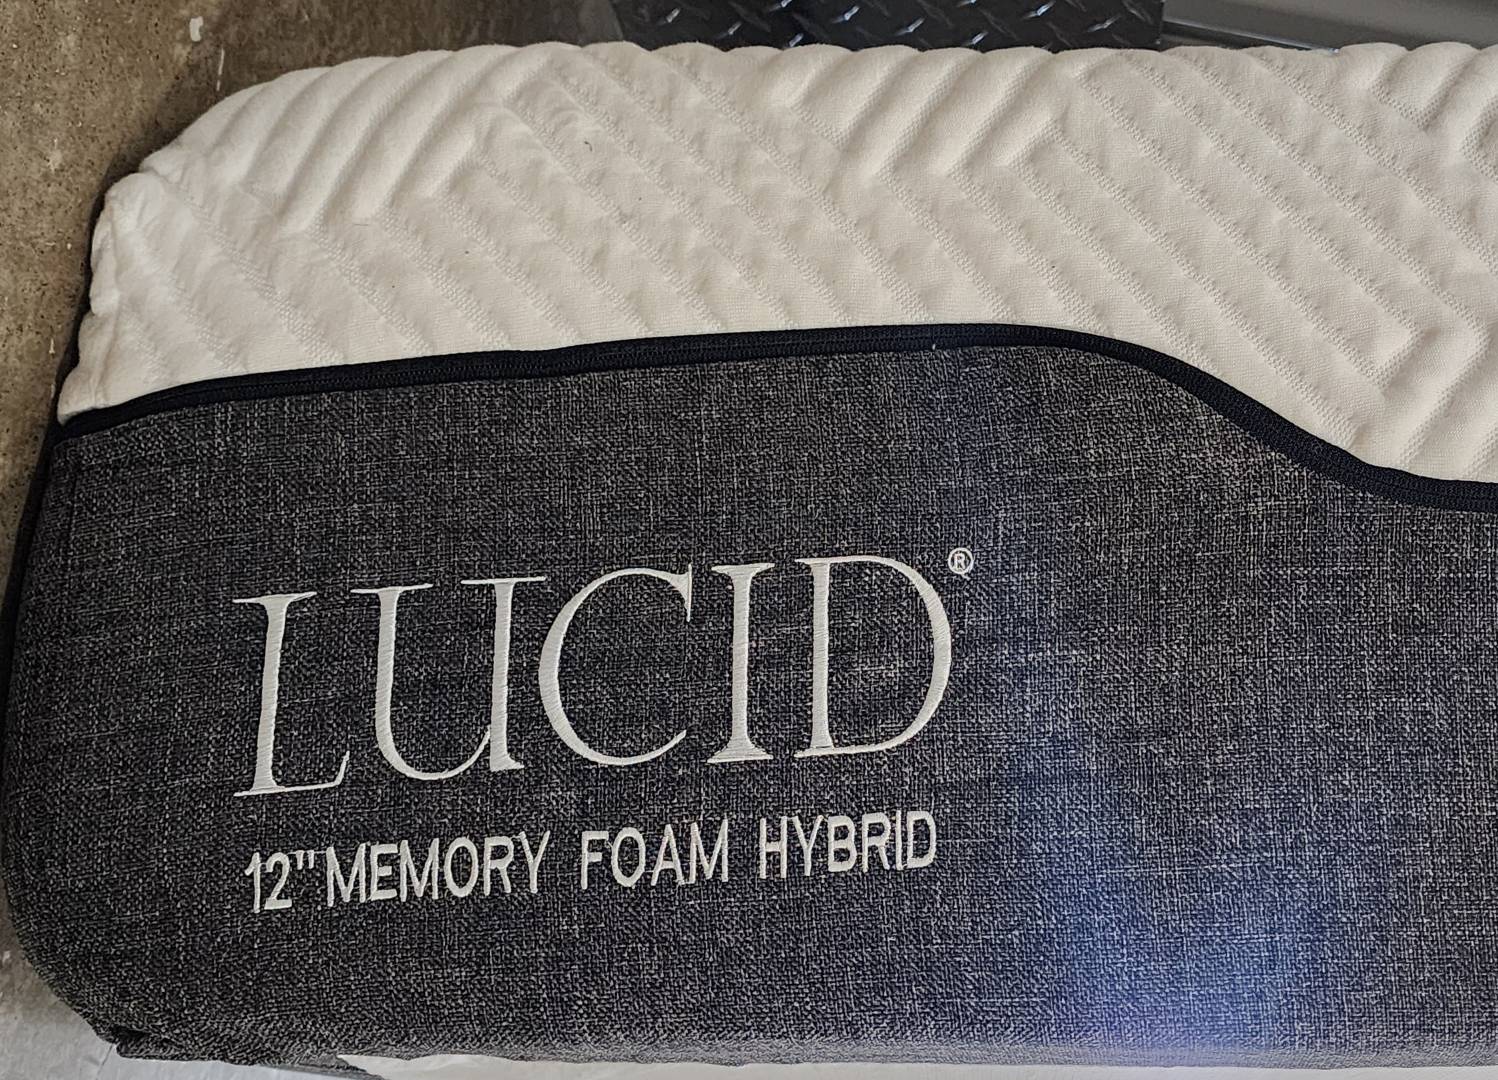 LUCID®
12" MEMORY FOAM HYBRID